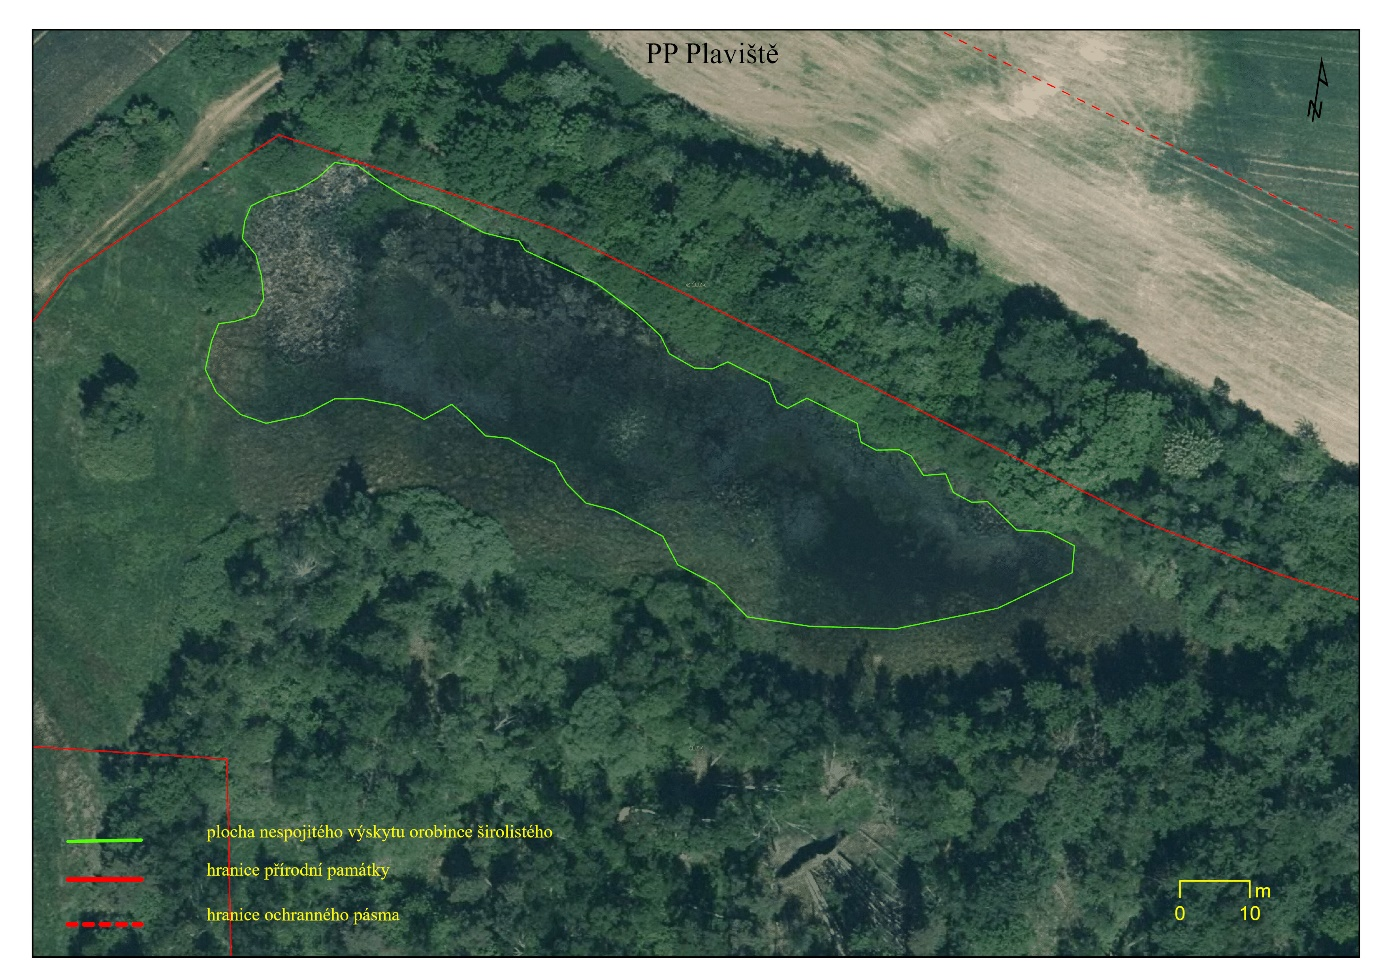 PP Plaviště
plocha nespojitého výskytu orobince širolistého
hranice přírodní památky
hranice ochranného pásma
m
0 10